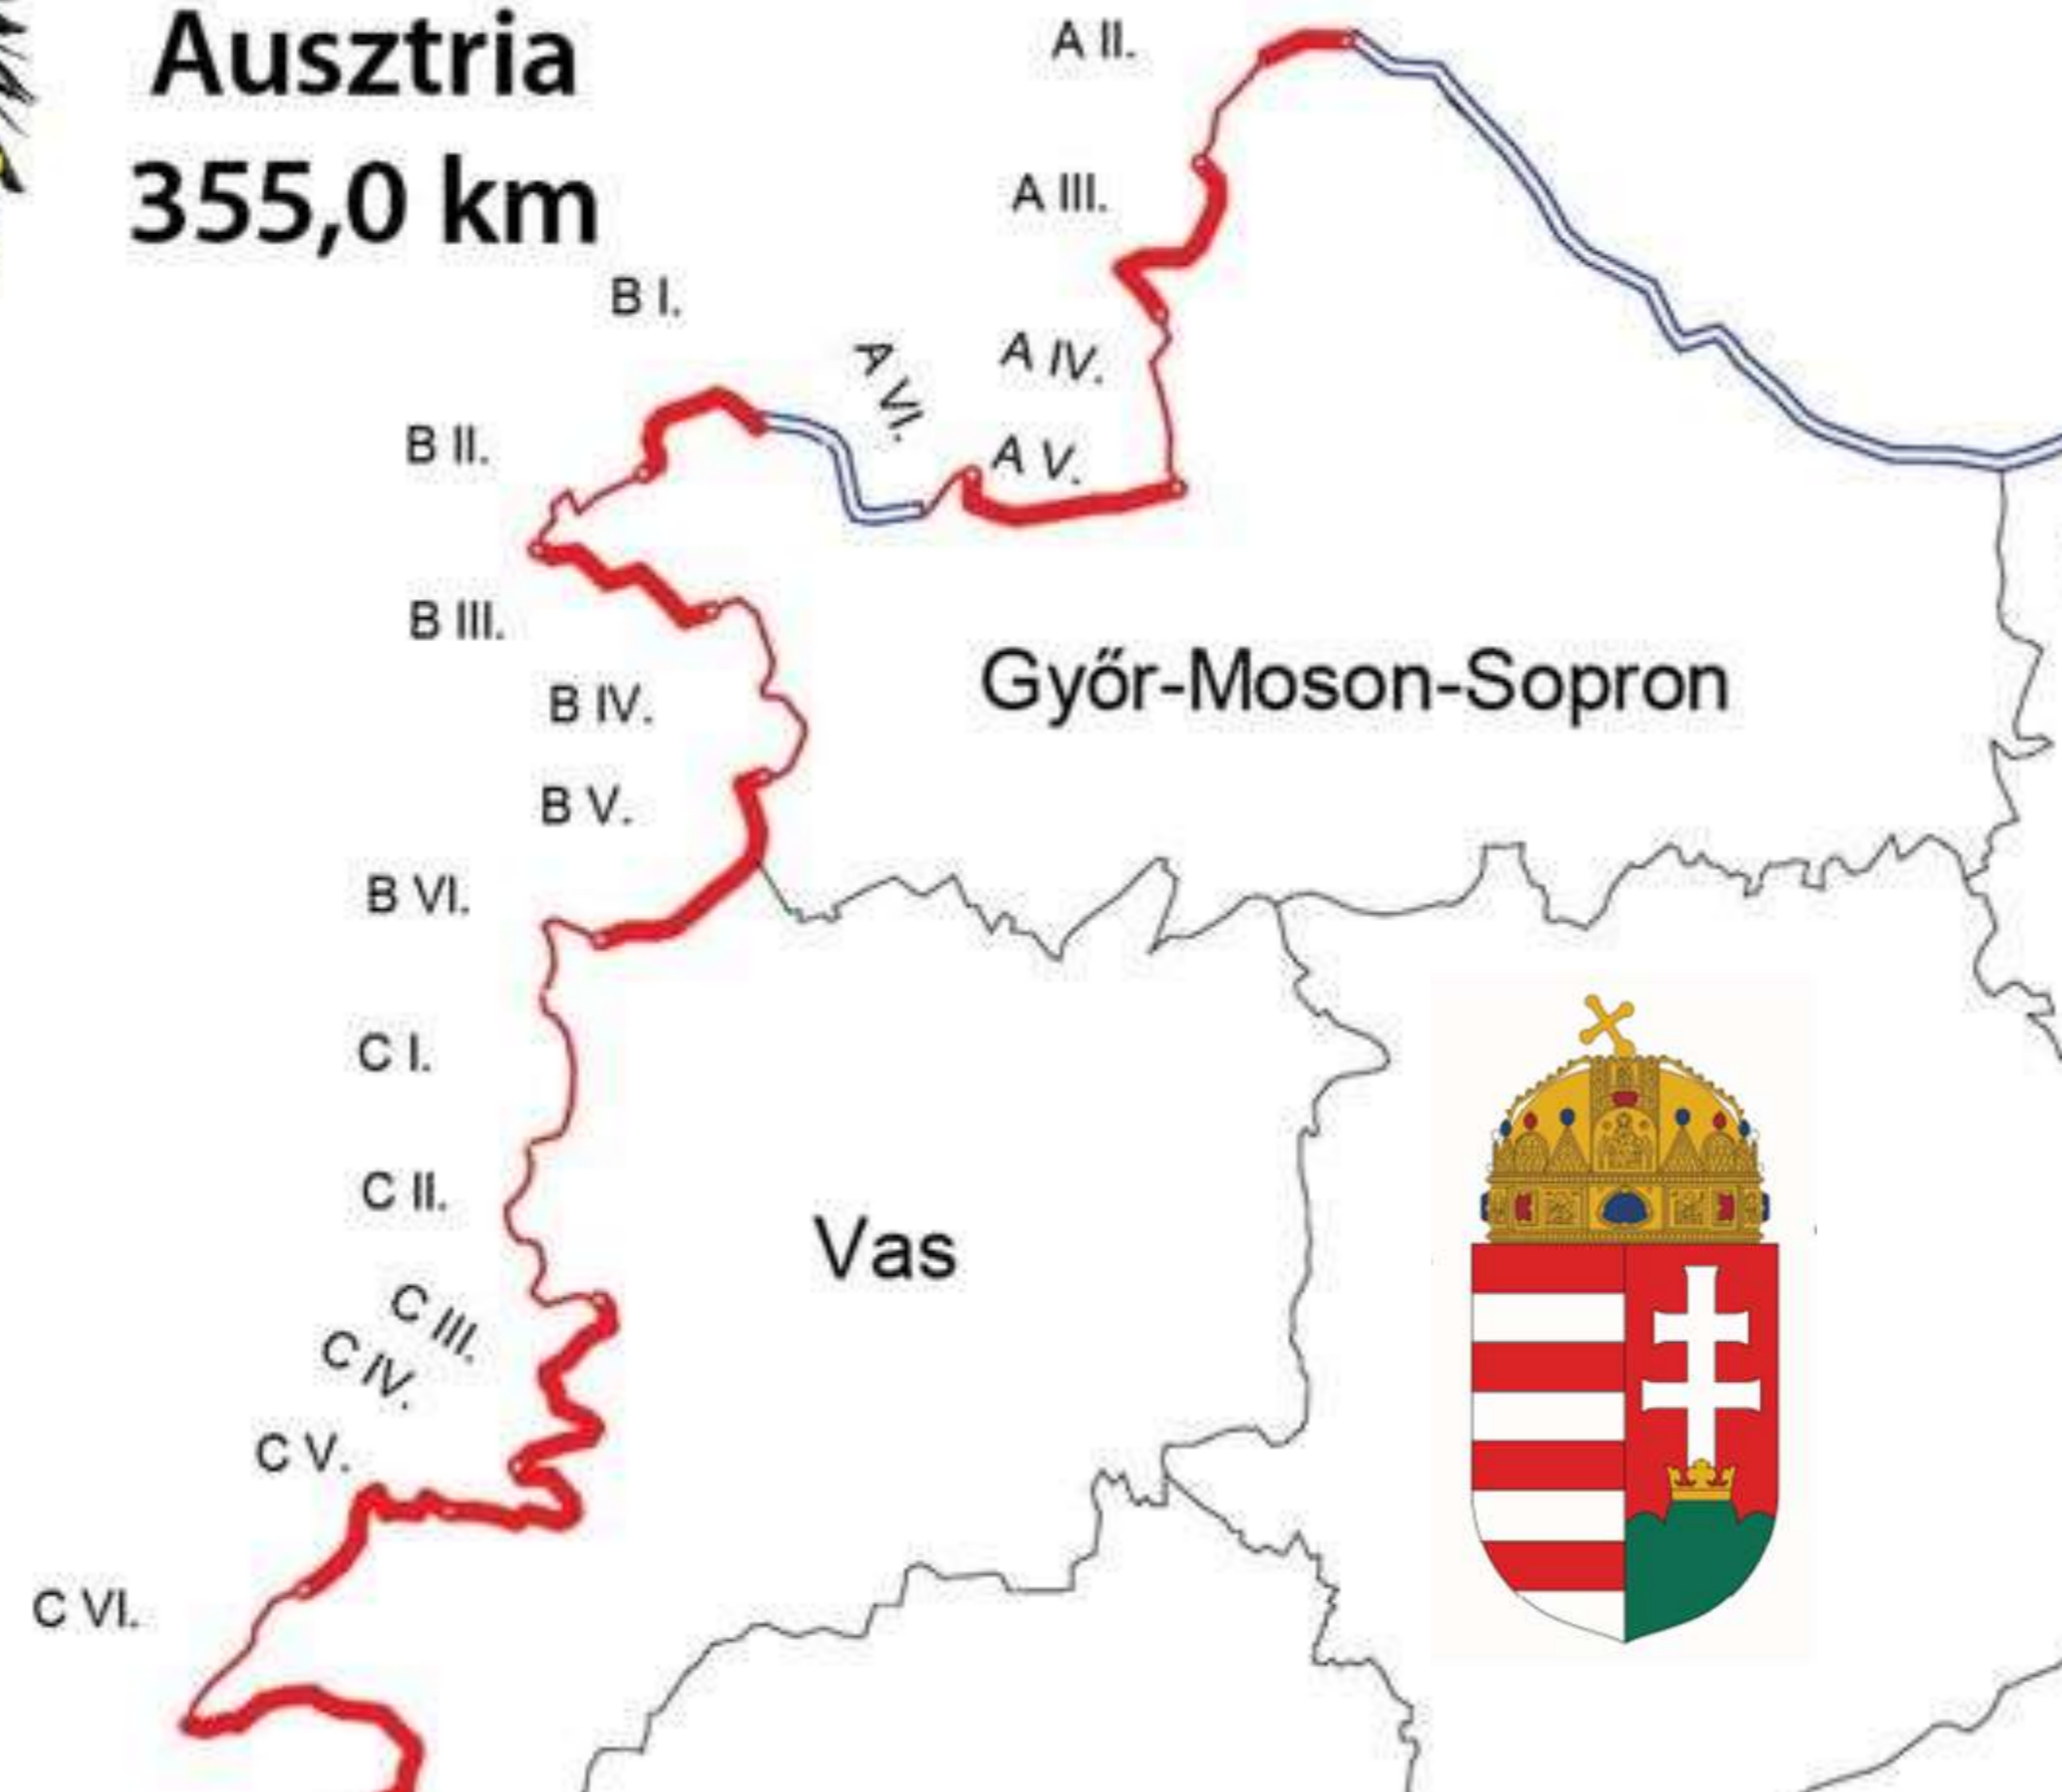 Ausztria
355,0 km
A II.
A III.
B I.
A VI.
A IV.
A V.
B II.
B III.
Győr-Moson-Sopron
B IV.
B V.
B VI.
C I.
C II.
Vas
C III.
C IV.
C V.
C VI.